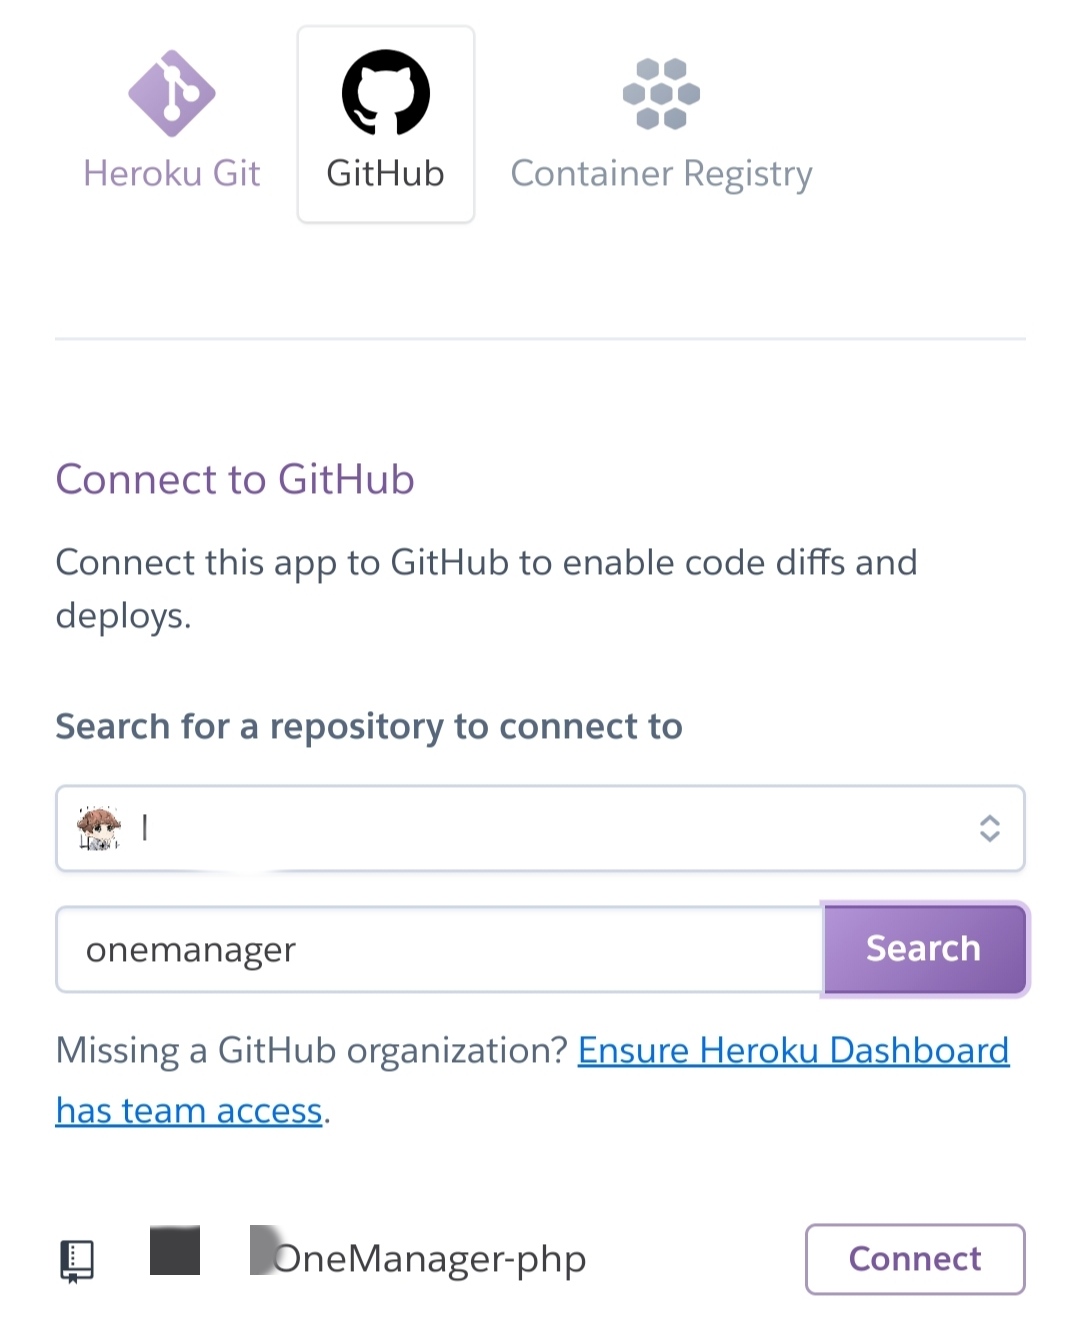 Heroku Git
GitHub
Container Registry
Connect to GitHub
Connect this app to GitHub to enable code diffs and
deploys.
Search for a repository to connect to
onemanager
Search
Missing a GitHub organization? Ensure Heroku Dashboard
has team access.
OneManager-php
Connect